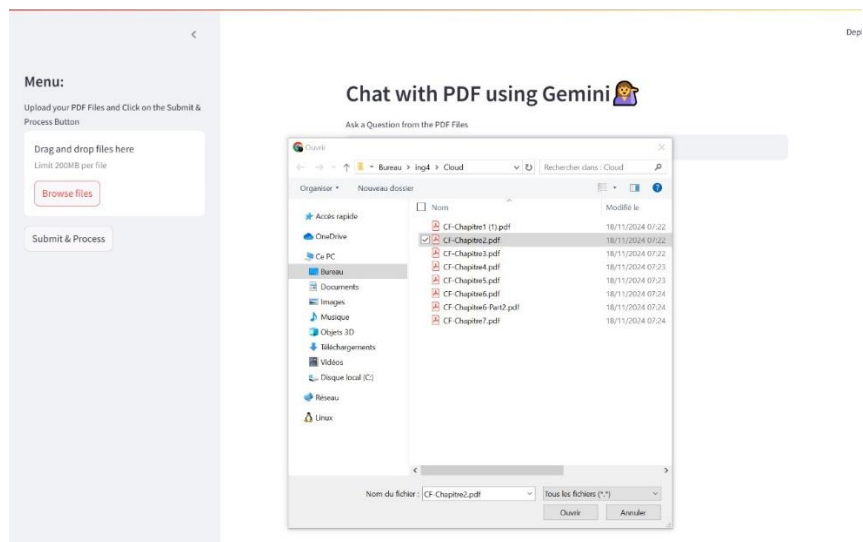 Depl
Menu:
Upload your PDF Files and Click on the Submit &
Process Button
Drag and drop files here
Limit 200MB per file
Browse files
Submit & Process
Chat with PDF using Gemini
Ask a Question from the PDF Files
Ouvrir
Bureau > ing4 > Cloud
Rechercher dans : Cloud
Organiser
Nouveau dossier
Nom
Modifié le
Accès rapide
OneDrive
Ce PC
Bureau
Documents
Images
Musique
Objets 3D
Téléchargements
Vidéos
Disque local (C:)
Réseau
Linux
CF-Chapitre1 (1).pdf 18/11/2024 07:22
CF-Chapitre2.pdf 18/11/2024 07:22
CF-Chapitre3.pdf 18/11/2024 07:22
CF-Chapitre4.pdf 18/11/2024 07:23
CF-Chapitre5.pdf 18/11/2024 07:23
CF-Chapitre6.pdf 18/11/2024 07:24
CF-Chapitre6-Part2.pdf 18/11/2024 07:24
CF-Chapitre7.pdf 18/11/2024 07:24
Nom du fichier : CF-Chapitre2.pdf
Tous les fichiers (*.*)
Ouvrir
Annuler